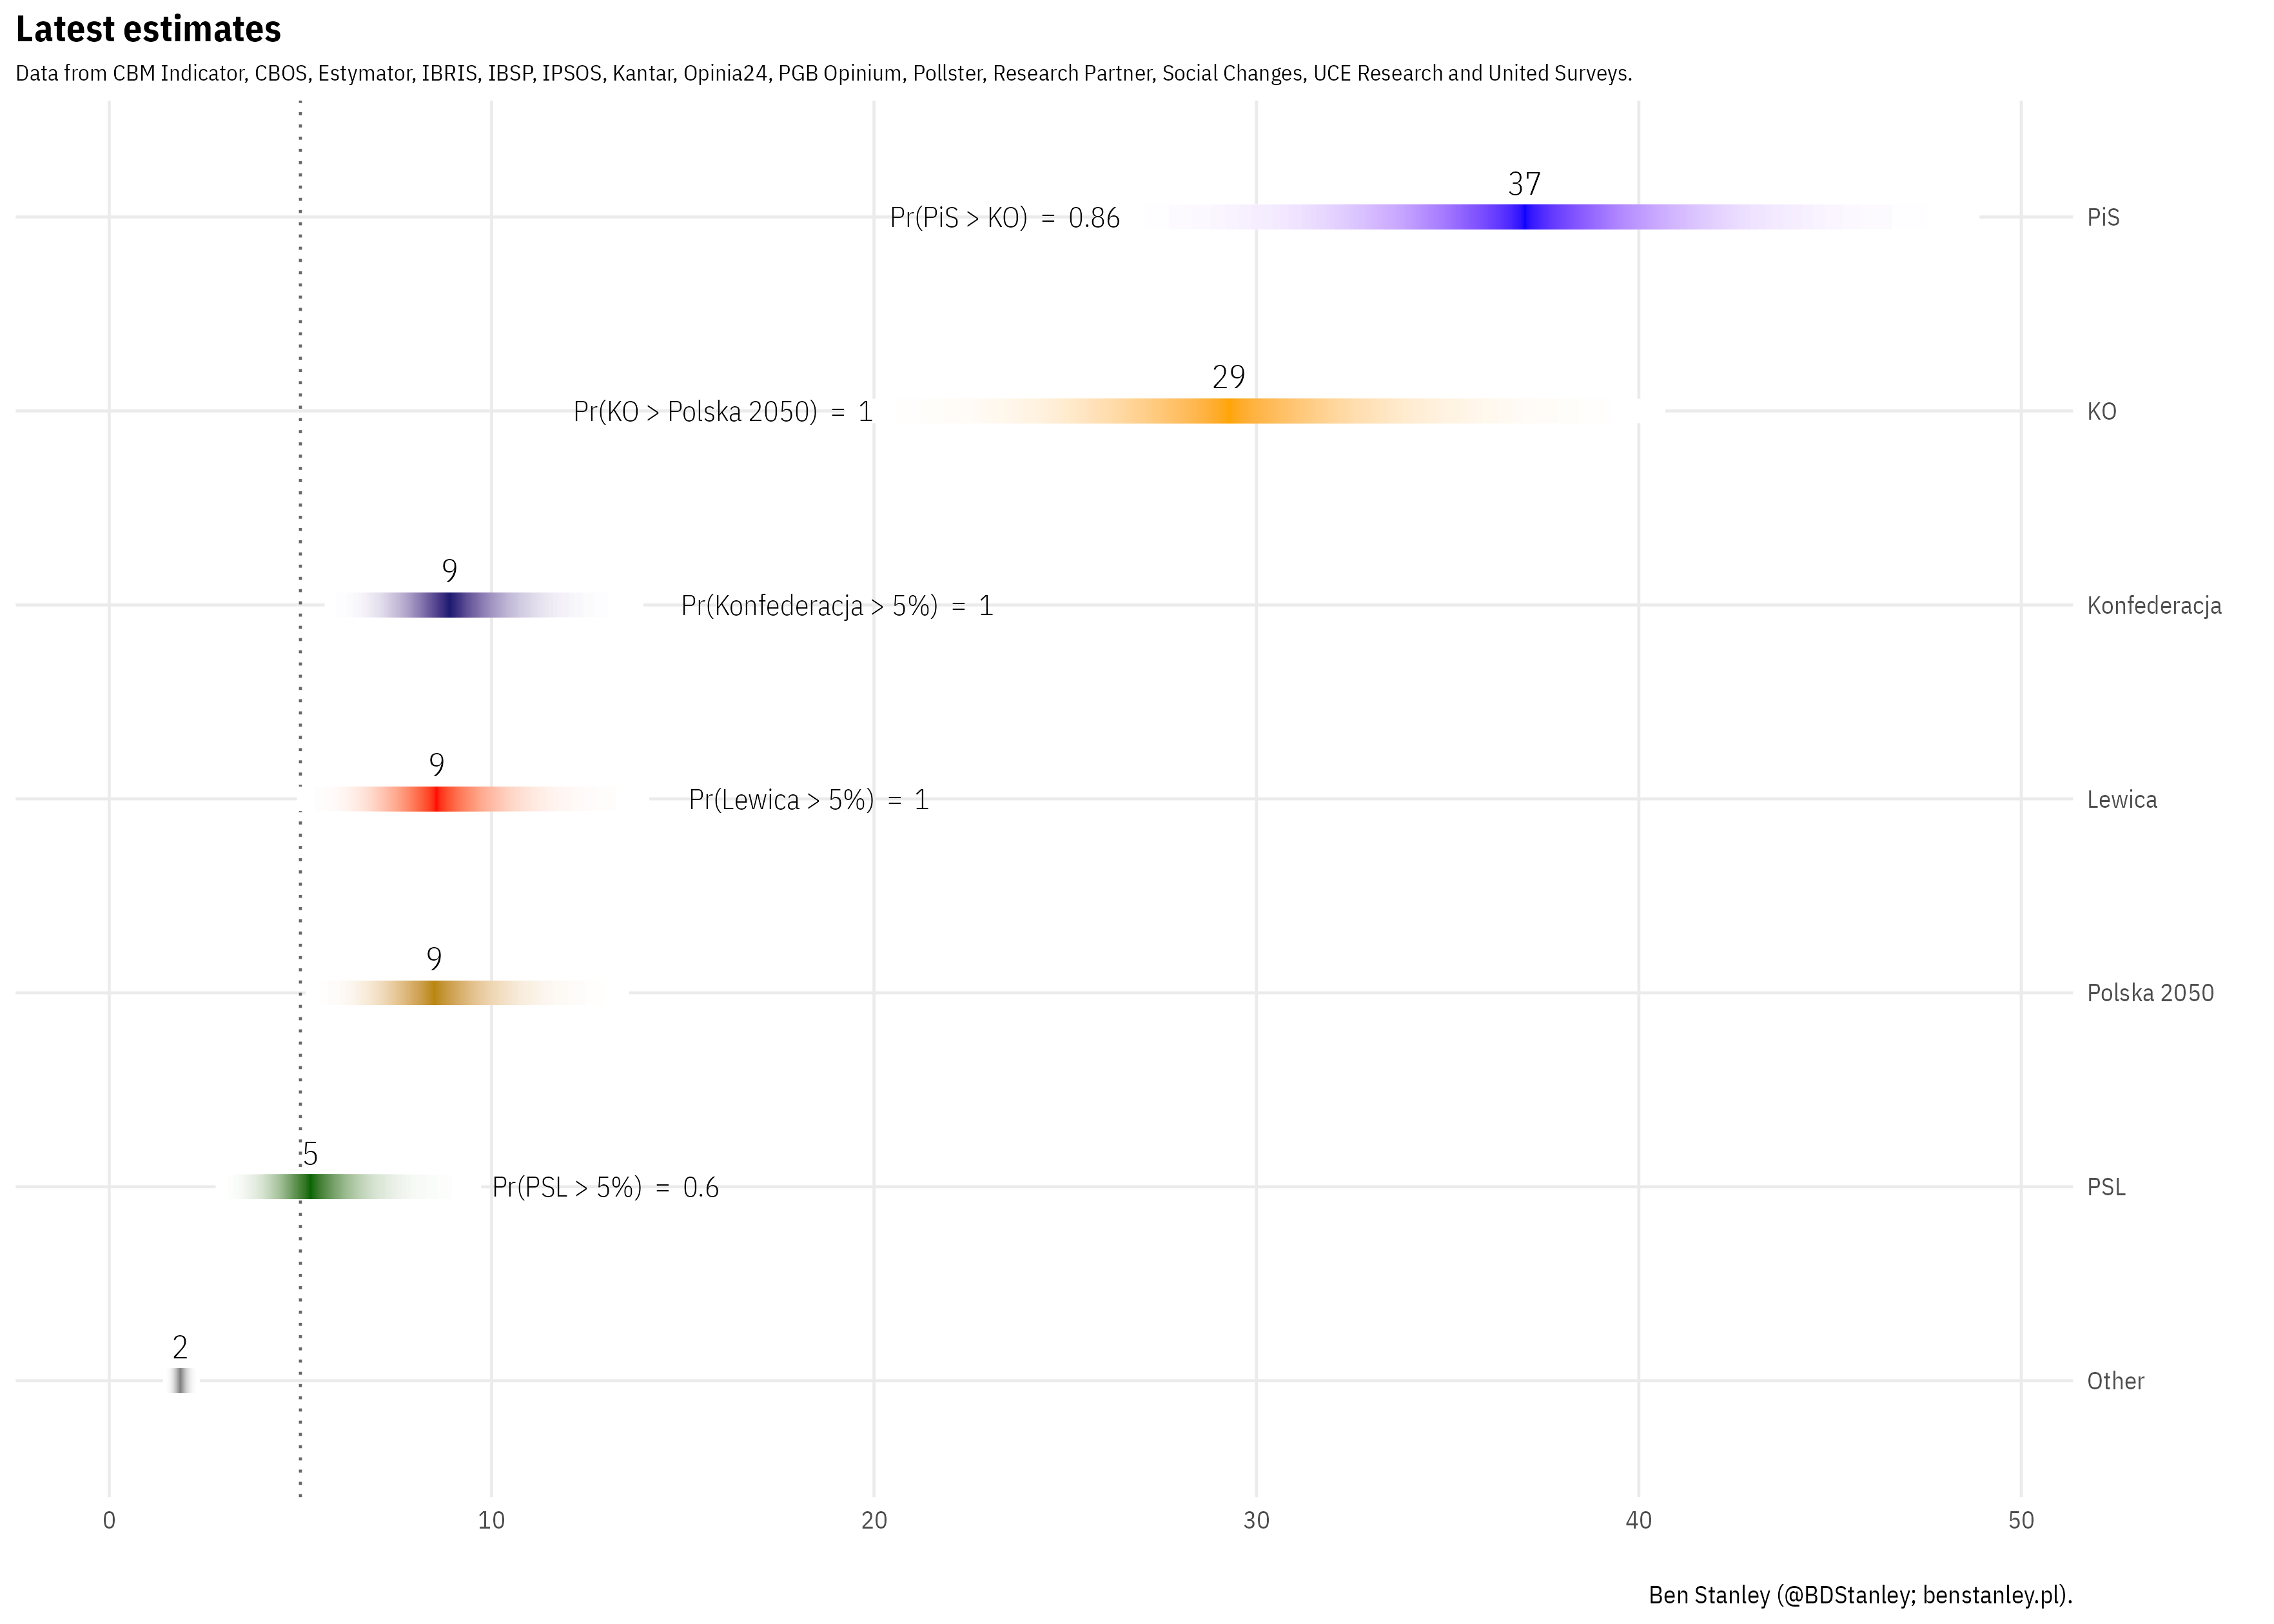 Latest estimates
Data from CBM Indicator, CBOS, Estymator, IBRIS, IBSP, IPSOS, Kantar, Opinia24, PGB Opinium, Pollster, Research Partner, Social Changes, UCE Research and United Surveys.
37
Pr(PiS > KO) = 0.86
PiS
29
Pr(KO > Polska 2050) = 1
KO
9
Pr(Konfederacja > 5%) = 1
Konfederacja
9
Pr(Lewica > 5%) = 1
Lewica
9
Polska 2050
5
Pr(PSL > 5%) = 0.6
PSL
2
Other
0 10 20 30 40 50
Ben Stanley (@BDStanley; benstanley.pl).